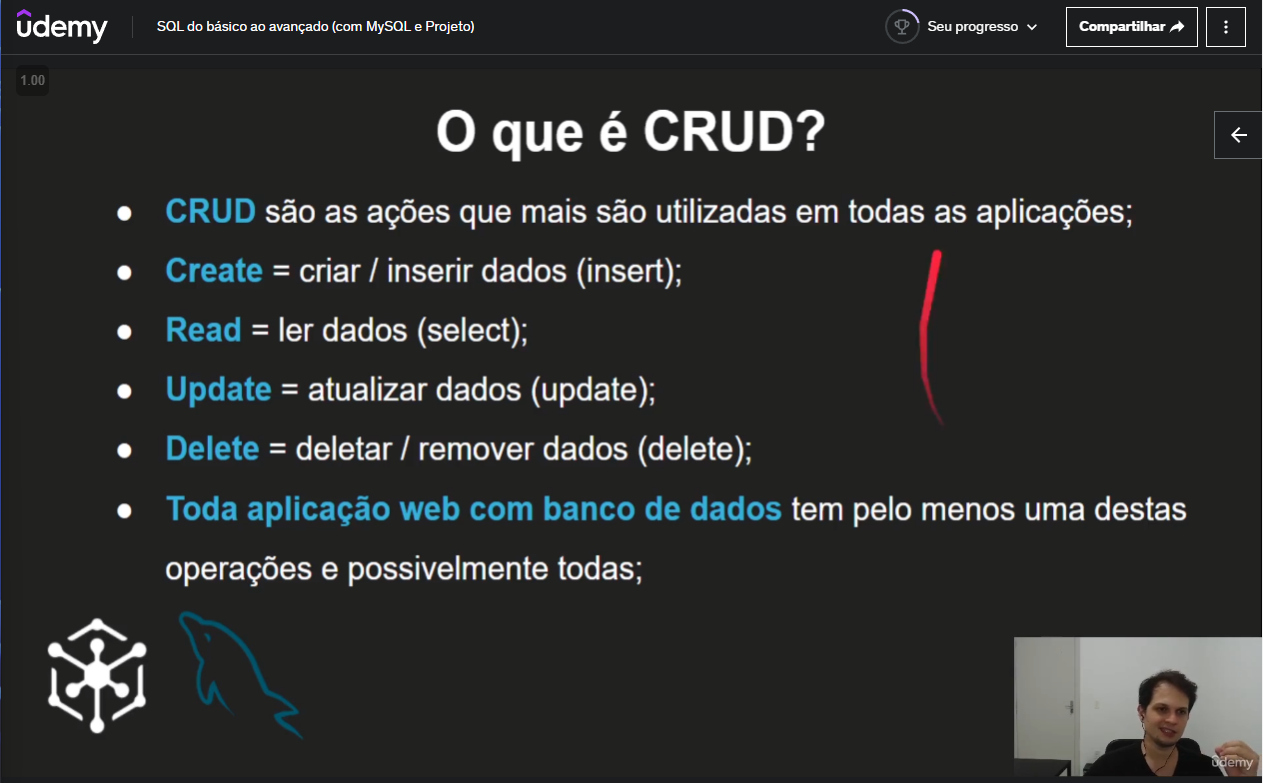 ûdemy
SQL do básico ao avançado (com MySQL e Projeto)
Seu progresso
Compartilhar
1.00
O que é CRUD?
● CRUD são as ações que mais são utilizadas em todas as aplicações;
● Create = criar / inserir dados (insert);
● Read = ler dados (select);
● Update = atualizar dados (update);
● Delete = deletar / remover dados (delete);
● Toda aplicação web com banco de dados tem pelo menos uma destas
operações e possivelmente todas;
ûdemy